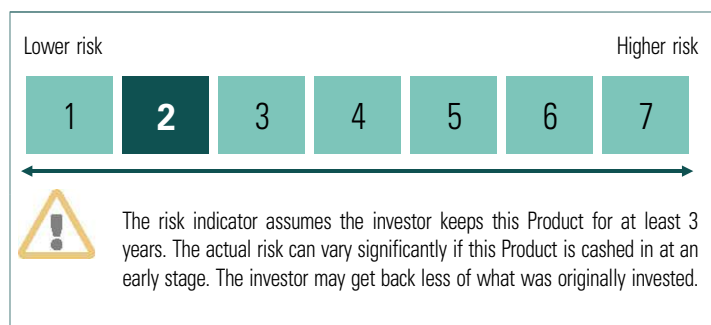 Lower risk Higher risk
1 2 3 4 5 6 7
The risk indicator assumes the investor keeps this Product for at least 3
years. The actual risk can vary significantly if this Product is cashed in at an
early stage. The investor may get back less of what was originally invested.